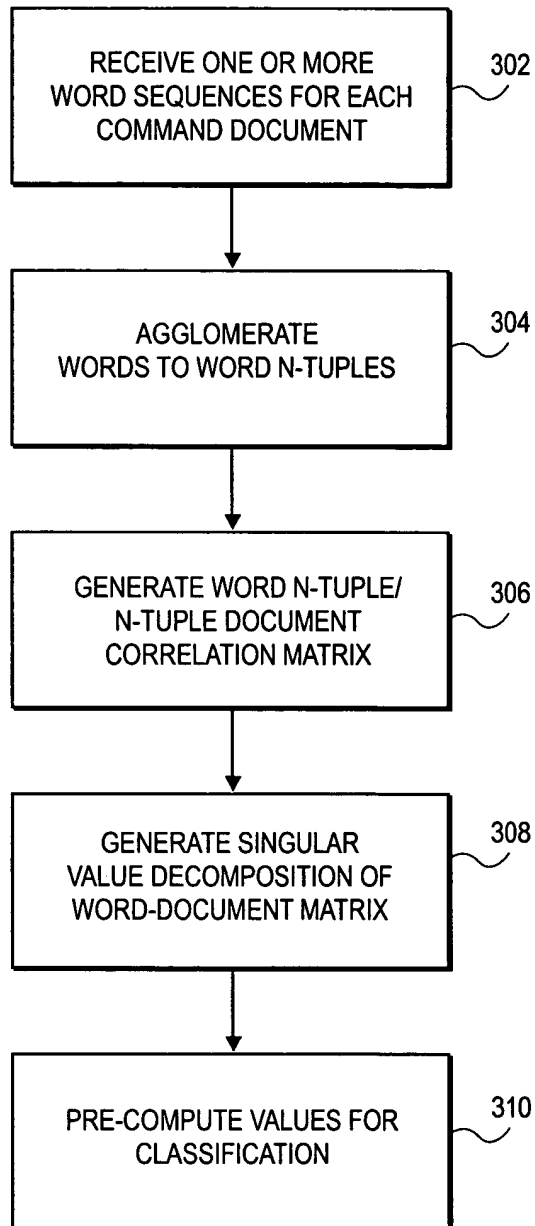 RECEIVE ONE OR MORE
WORD SEQUENCES FOR EACH
COMMAND DOCUMENT
302
AGGLOMERATE
WORDS TO WORD N-TUPLES
304
GENERATE WORD N-TUPLE/
N-TUPLE DOCUMENT
CORRELATION MATRIX
306
GENERATE SINGULAR
VALUE DECOMPOSITION OF
WORD-DOCUMENT MATRIX
308
PRE-COMPUTE VALUES FOR
CLASSIFICATION
310